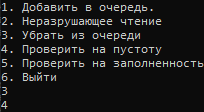 1. Добавить в очередь.
2. Неразрушающее чтение
3. Убрать из очереди
4. Проверить на пустоту
5. Проверить на заполненность
6. Выйти
3
4